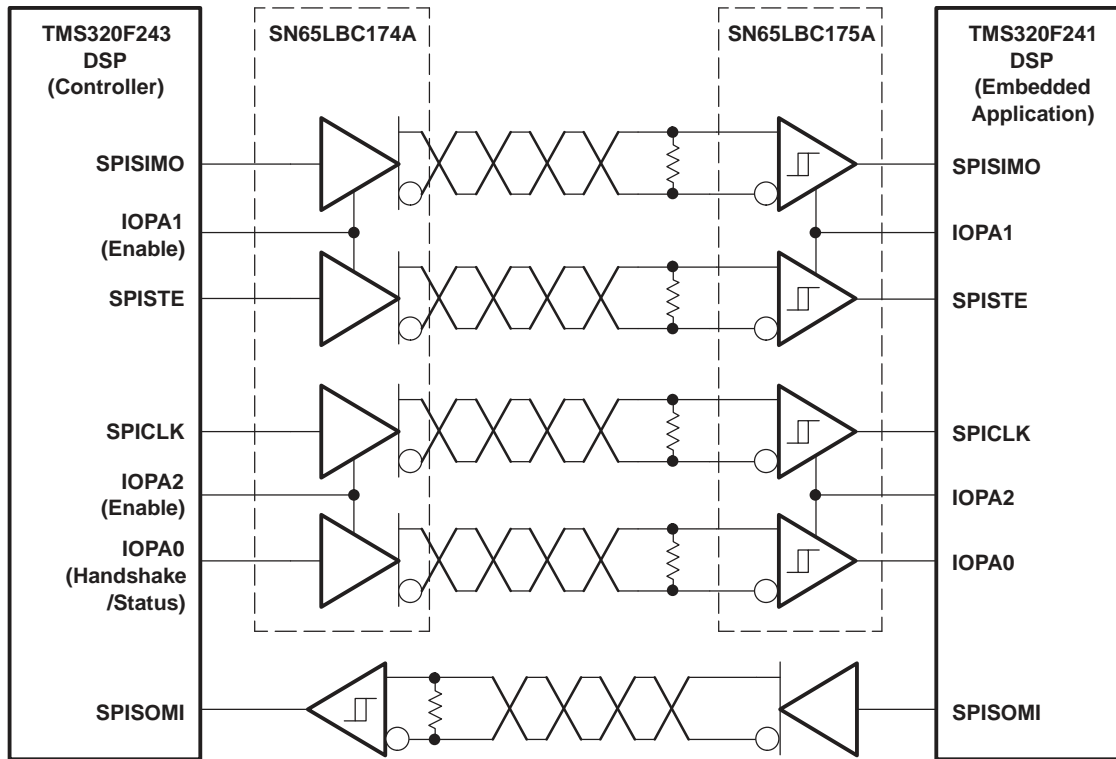 TMS320F243
DSP
(Controller)
SPISIMO
IOPA1
(Enable)
SPISTE
SPICLK
IOPA2
(Enable)
IOPA0
(Handshake
/Status)
SPISOMI
SN65LBC174A
SN65LBC175A
TMS320F241
DSP
(Embedded
Application)
SPISIMO
IOPA1
SPISTE
SPICLK
IOPA2
IOPA0
SPISOMI